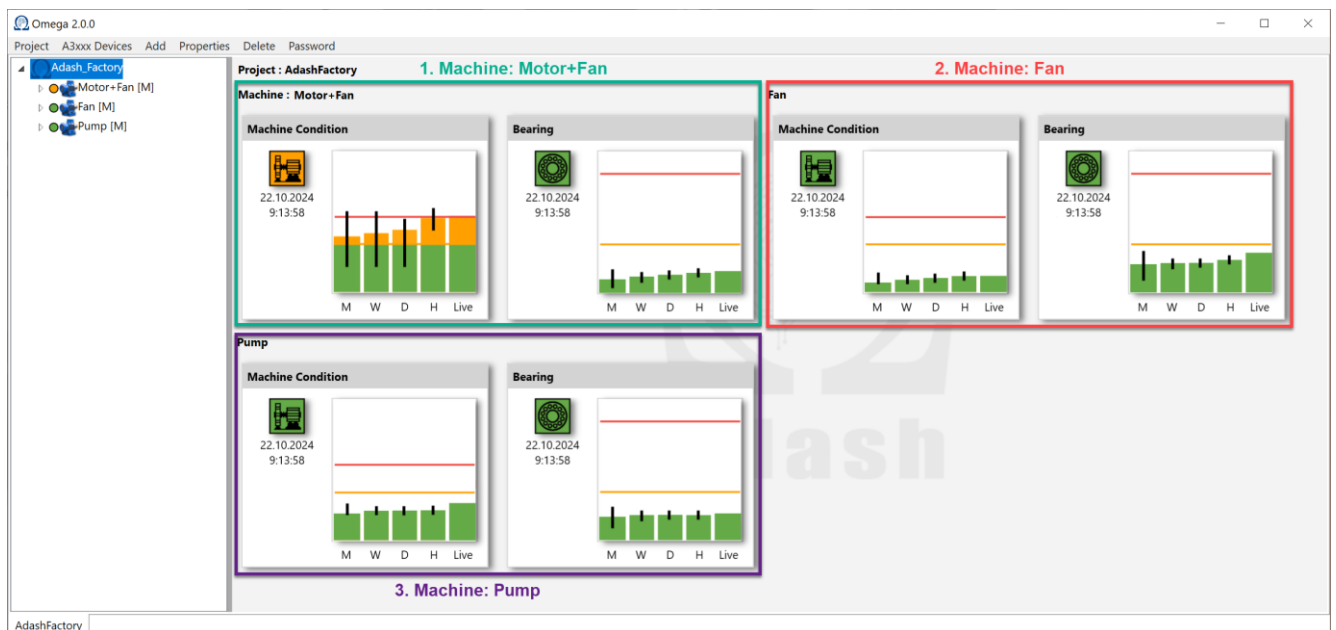 Omega 2.0.0
Project A3xxx Devices Add Properties Delete Password
Adash_Factory
Motor+Fan [M]
Fan [M]
Pump [M]
Project : AdashFactory
1. Machine: Motor+Fan
2. Machine: Fan
Machine : Motor+Fan
Machine Condition
22.10.2024
9:13:58
M W D H Live
Bearing
22.10.2024
9:13:58
M W D H Live
Fan
Machine Condition
22.10.2024
9:13:58
M W D H Live
Bearing
22.10.2024
9:13:58
M W D H Live
Pump
Machine Condition
22.10.2024
9:13:58
M W D H Live
Bearing
22.10.2024
9:13:58
M W D H Live
3. Machine: Pump
dash
AdashFactory